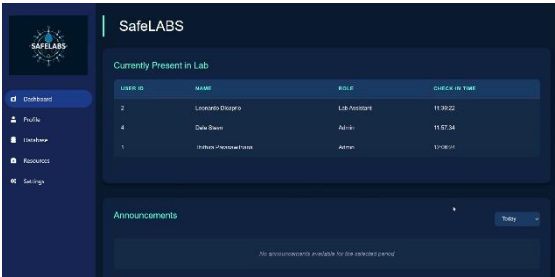 SAFELABS
SafeLABS
Dashboard
Profile
Database
Resources
Settings
Currently Present in Lab
USER ID NAME ROLE CHECK IN TIME
2 Leonardo Dicaprio Lab Assistant 11:39:22
4 Dale Steyn Admin 11:57:34
1 Admin
Announcements
Today
No announcements available for the selected period